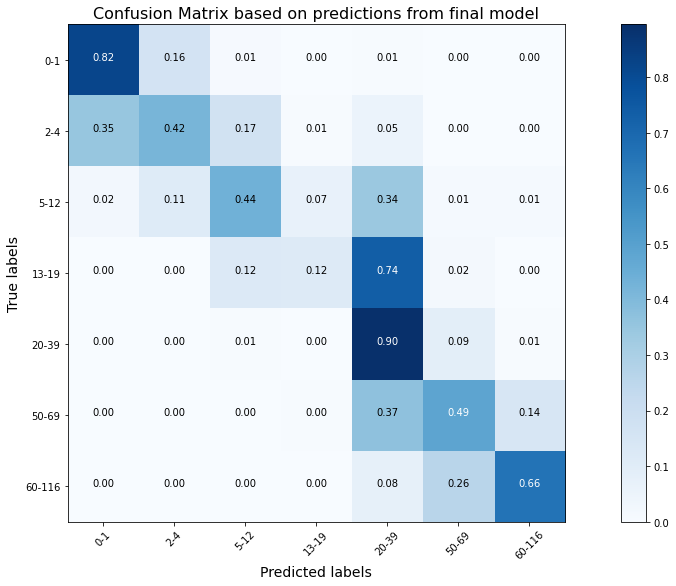 Confusion Matrix based on predictions from final model
True labels
0-1 0.82 0.16 0.01 0.00 0.01 0.00 0.00
2-4 0.35 0.42 0.17 0.01 0.05 0.00 0.00
5-12 0.02 0.11 0.44 0.07 0.34 0.01 0.01
13-19 0.00 0.00 0.12 0.12 0.74 0.02 0.00
20-39 0.00 0.00 0.01 0.00 0.90 0.09 0.01
50-69 0.00 0.00 0.00 0.00 0.37 0.49 0.14
60-116 0.00 0.00 0.00 0.00 0.08 0.26 0.66
0-1 2-4 5-12 13-19 20-39 50-69 60-116
Predicted labels
0.8
0.7
0.6
0.5
0.4
0.3
0.2
0.1
0.0